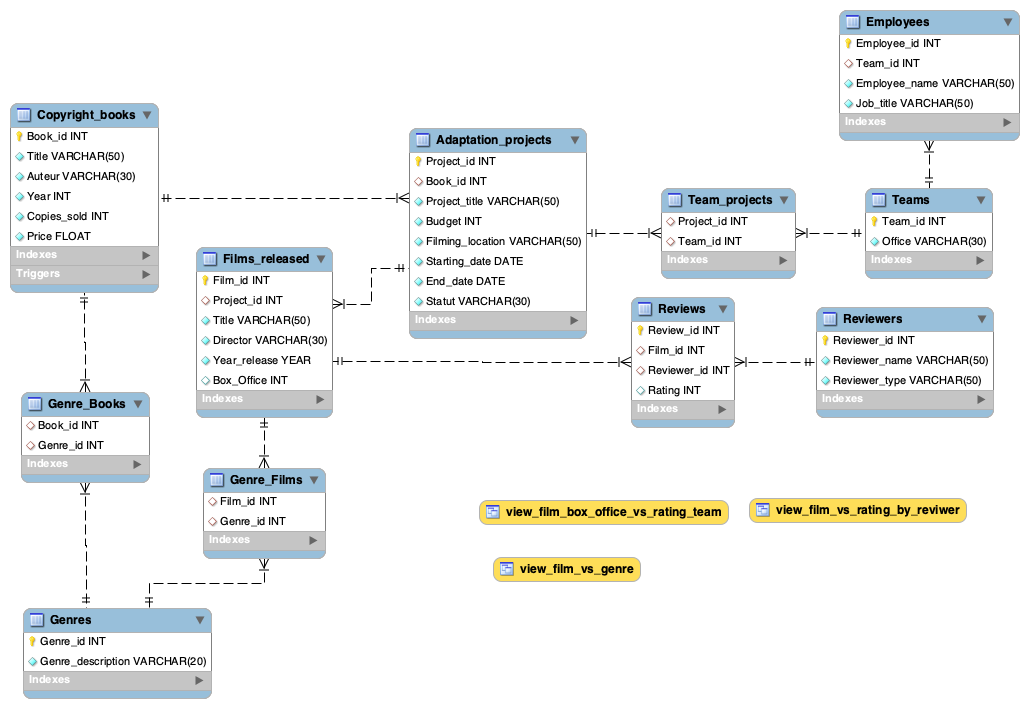 Employees
Employee_id INT
Team_id INT
Employee_name VARCHAR(50)
Job_title VARCHAR(50)
Indexes
Copyright_books
Book_id INT
Title VARCHAR(50)
Auteur VARCHAR(30)
Year INT
Copies_sold INT
Price FLOAT
Indexes
Triggers
Adaptation_projects
Project_id INT
Book_id INT
Project_title VARCHAR(50)
Budget INT
Filming_location VARCHAR(50)
Starting_date DATE
End_date DATE
Statut VARCHAR(30)
Indexes
Team_projects
Project_id INT
Team_id INT
Indexes
Teams
Team_id INT
Office VARCHAR(30)
Indexes
Films_released
Film_id INT
Project_id INT
Title VARCHAR(50)
Director VARCHAR(30)
Year_release YEAR
Box_Office INT
Indexes
Reviews
Review_id INT
Film_id INT
Reviewer_id INT
Rating INT
Indexes
Reviewers
Reviewer_id INT
Reviewer_name VARCHAR(50)
Reviewer_type VARCHAR(50)
Indexes
Genre_Books
Book_id INT
Genre_id INT
Indexes
Genre_Films
Film_id INT
Genre_id INT
Indexes
view_film_box_office_vs_rating_team
view_film_vs_rating_by_reviwer
view_film_vs_genre
Genres
Genre_id INT
Genre_description VARCHAR(20)
Indexes